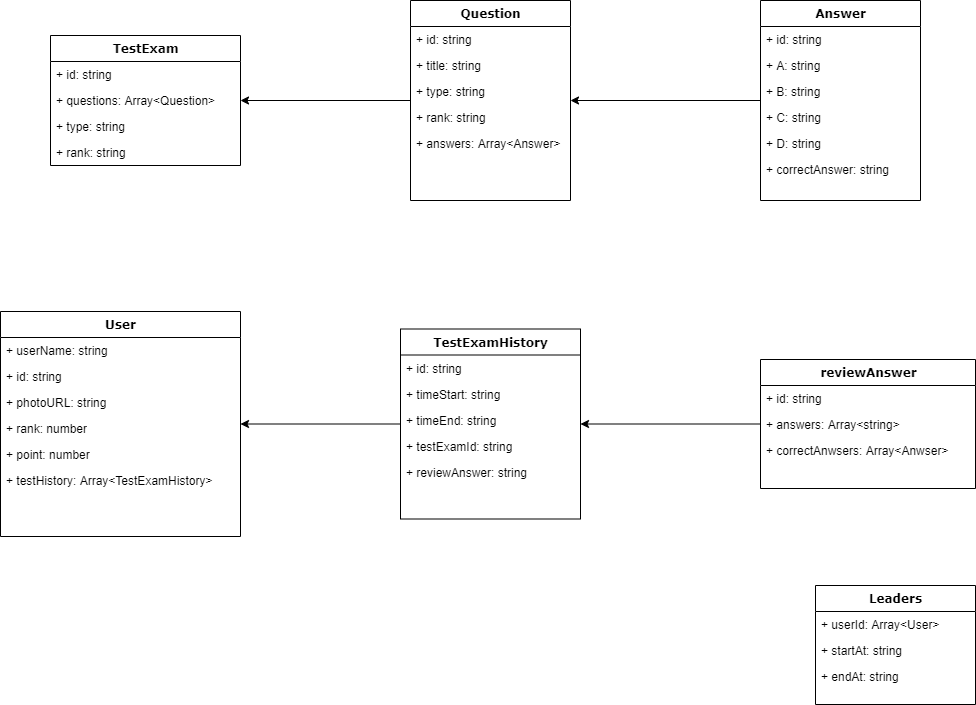 TestExam
+ id: string
+ questions: Array<Question>
+ type: string
+ rank: string
Question
+ id: string
+ title: string
+ type: string
+ rank: string
+ answers: Array<Answer>
Answer
+ id: string
+ A: string
+ B: string
+ C: string
+ D: string
+ correctAnswer: string
User
+ userName: string
+ id: string
+ photoURL: string
+ rank: number
+ point: number
+ testHistory: Array<TestExamHistory>
TestExamHistory
+ id: string
+ timeStart: string
+ timeEnd: string
+ testExamId: string
+ reviewAnswer: string
reviewAnswer
+ id: string
+ answers: Array<string>
+ correctAnwsers: Array<Anwser>
Leaders
+ userId: Array<User>
+ startAt: string
+ endAt: string